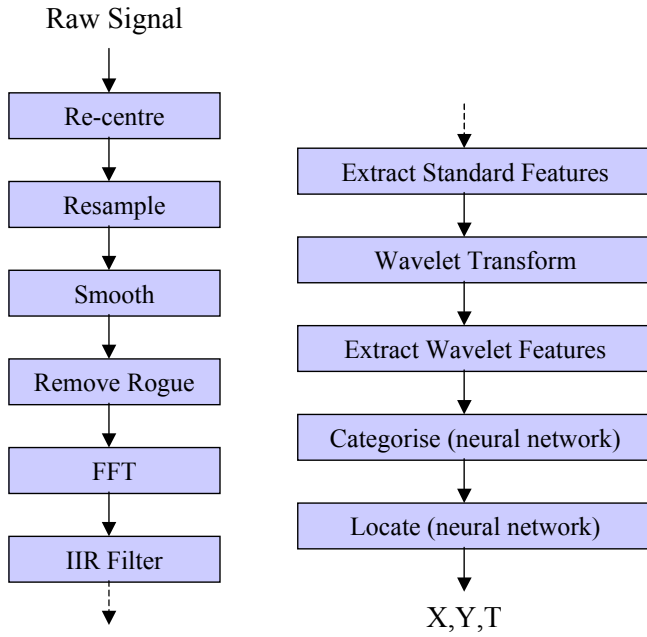 Raw Signal
Re-centre
Resample
Smooth
Remove Rogue
FFT
IIR Filter
Extract Standard Features
Wavelet Transform
Extract Wavelet Features
Categorise (neural network)
Locate (neural network)
X,Y,T